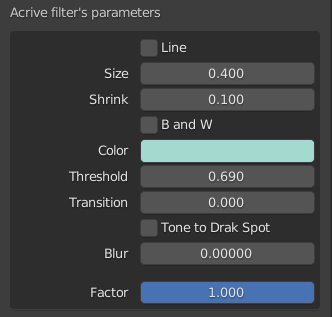 Acrive filter's parameters
Line
Size 0.400
Shrink 0.100
B and W
Color
Threshold 0.690
Transition 0.000
Tone to Drak Spot
Blur 0.00000
Factor 1.000